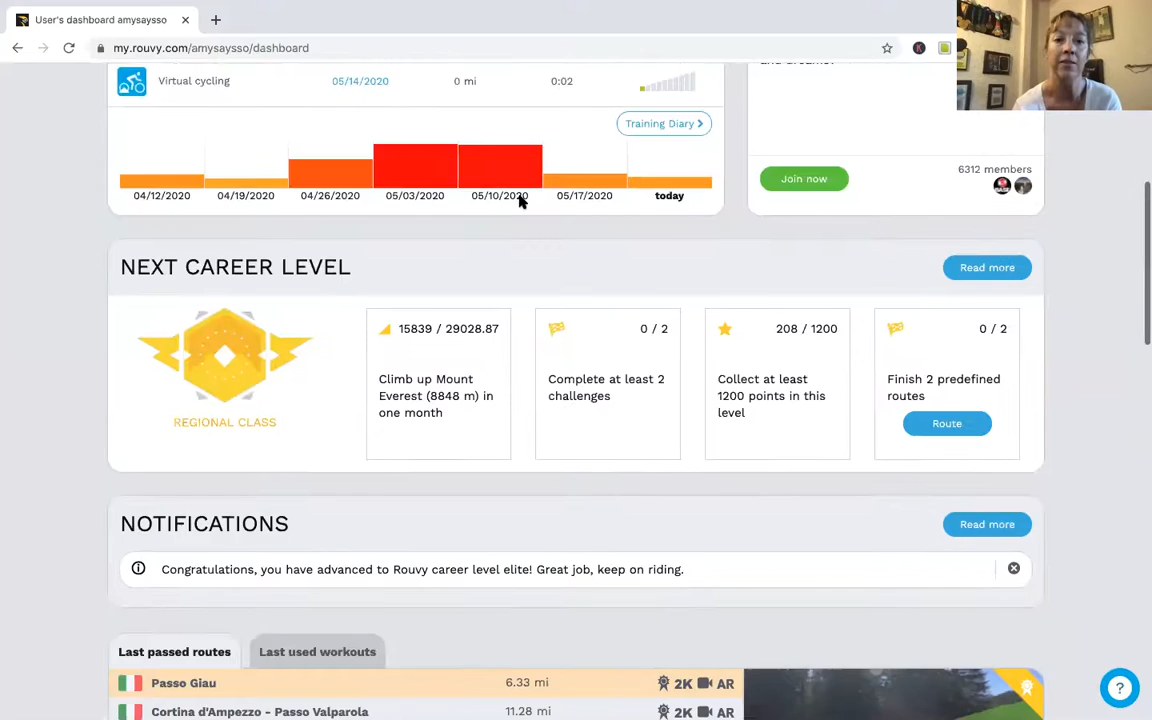 User's dashboard amysaysso
my.rouvy.com/amysaysso/dashboard
Virtual cycling 05/14/2020 0 mi 0:02
Training Diary
04/12/2020 04/19/2020 04/26/2020 05/03/2020 05/10/2020 05/17/2020 today
6312 members
Join now
NEXT CAREER LEVEL
Read more
REGIONAL CLASS
15839 / 29028.87
Climb up Mount
Everest (8848 m) in
one month
0 / 2
Complete at least 2
challenges
208 / 1200
Collect at least
1200 points in this
level
0 / 2
Finish 2 predefined
routes
Route
NOTIFICATIONS
Read more
Congratulations, you have advanced to Rouvy career level elite! Great job, keep on riding.
Last passed routes Last used workouts
Passo Giau 6.33 mi 2K AR
Cortina d'Ampezzo - Passo Valparola 11.28 mi 2K AR
?